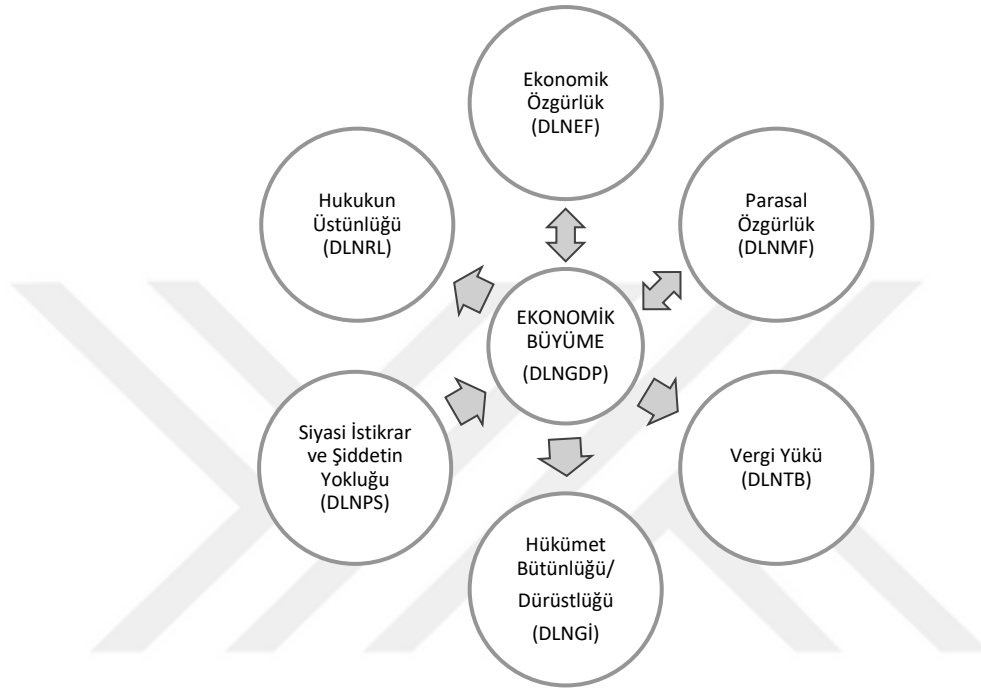 Ekonomik
Özgürlük
(DLNEF)
Parasal
Özgürlük
(DLNMF)
Vergi Yükü
(DLNTB)
Hükümet
Bütünlüğü/
Dürüstlüğü
(DLNGİ)
Siyasi İstikrar
ve Şiddetin
Yokluğu
(DLNPS)
Hukukun
Üstünlüğü
(DLNRL)
EKONOMİK
BÜYÜME
(DLNGDP)